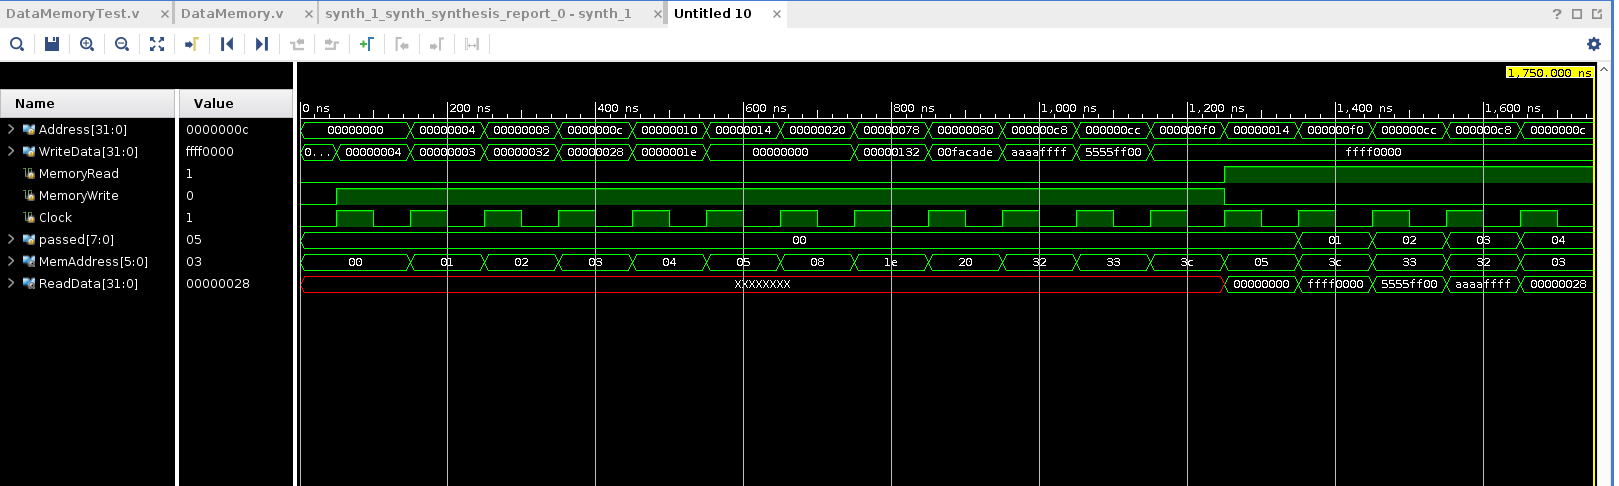 DataMemoryTest.v × DataMemory.v × synth_1_synth_synthesis_report_0 - synth_1 × Untitled 10 × ?
1,750.000 ns
Name Value 0 ns 200 ns 400 ns 600 ns 800 ns 1,000 ns 1,200 ns 1,400 ns 1,600 ns
Address[31:0] 0000000c 00000000 00000004 00000008 0000000c 00000010 00000014 00000020 00000078 00000080 000000c8 000000cc 000000f0 00000014 000000f0 000000cc 000000c8 0000000c
WriteData[31:0] ffff0000 0... 00000004 00000003 00000032 00000028 0000001e 00000000 00000132 00facade aaaaffff 5555ff00 ffff0000
MemoryRead 1
MemoryWrite 0
Clock 1
passed[7:0] 05 00 01 02 03 04
MemAddress[5:0] 03 00 01 02 03 04 05 08 1e 20 32 33 3c 05 3c 33 32 03
ReadData[31:0] 00000028 XXXXXXXX 00000000 ffff0000 5555ff00 aaaaffff 00000028